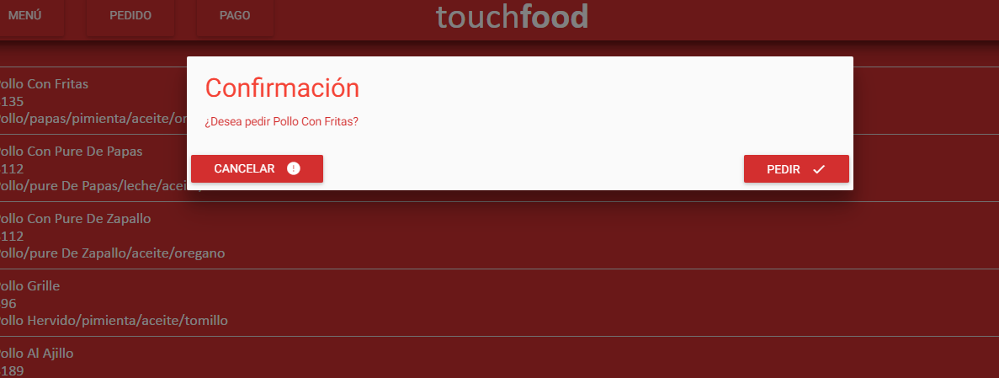 MENÚ
PEDIDO
PAGO
touchfood
Confirmación
¿Desea pedir Pollo Con Fritas?
CANCELAR
PEDIR
ollo Con Fritas
135
ollo/papas/pimienta/aceite/or
ollo Con Pure De Papas
112
ollo/pure De Papas/leche/acei
ollo Con Pure De Zapallo
112
ollo/pure De Zapallo/aceite/oregano
ollo Grille
96
ollo Hervido/pimienta/aceite/tomillo
ollo Al Ajillo
189